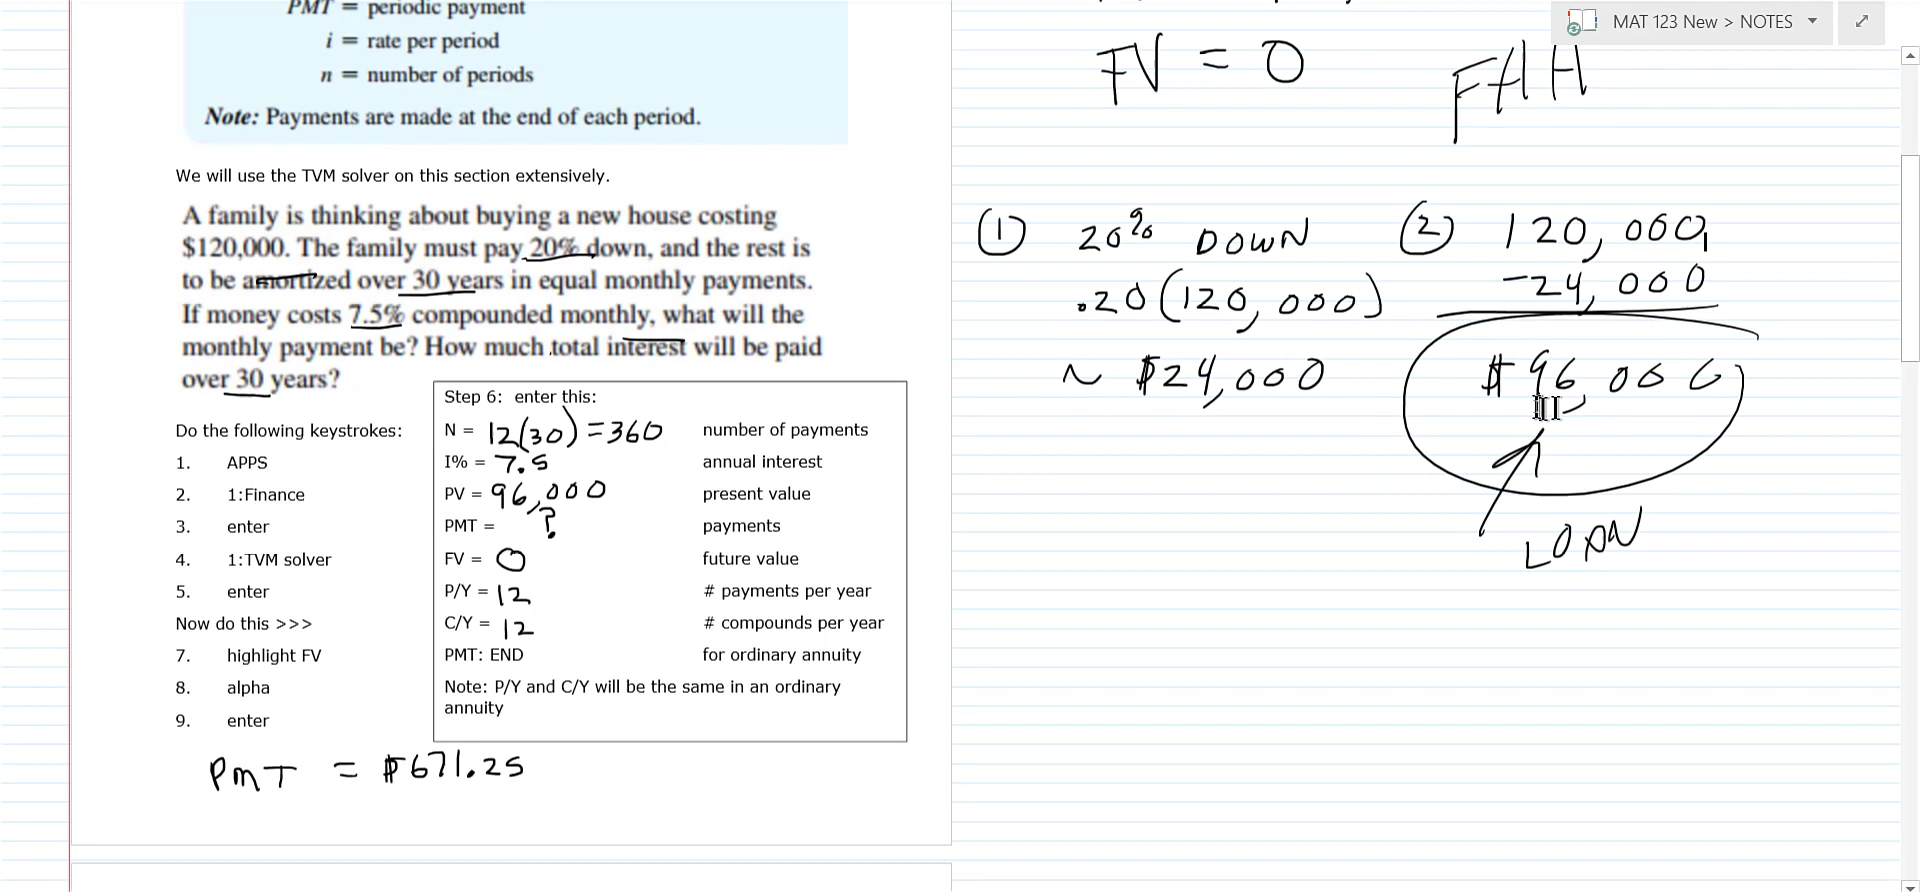 PMT = periodic payment
i = rate per period
n = number of periods
Note: Payments are made at the end of each period.
We will use the TVM solver on this section extensively.
A family is thinking about buying a new house costing
$120,000. The family must pay 20% down, and the rest is
to be amortized over 30 years in equal monthly payments.
If money costs 7.5% compounded monthly, what will the
monthly payment be? How much total interest will be paid
over 30 years?
Do the following keystrokes:
1. APPS
2. 1:Finance
3. enter
4. 1:TVM solver
5. enter
Now do this >>>
7. highlight FV
8. alpha
9. enter
Step 6: enter this:
N = 12(30) = 360 number of payments
I% = 7.5 annual interest
PV = 96,000 present value
PMT = ? payments
FV = 0 future value
P/Y = 12 # payments per year
C/Y = 12 # compounds per year
PMT: END for ordinary annuity
Note: P/Y and C/Y will be the same in an ordinary
annuity
PMT = $671.25
MAT 123 New > NOTES
FV = 0
FHA
① 20% DOWN
.20(120,000)
~ $24,000
② 120,000
-24,000
$96,000
LOAN